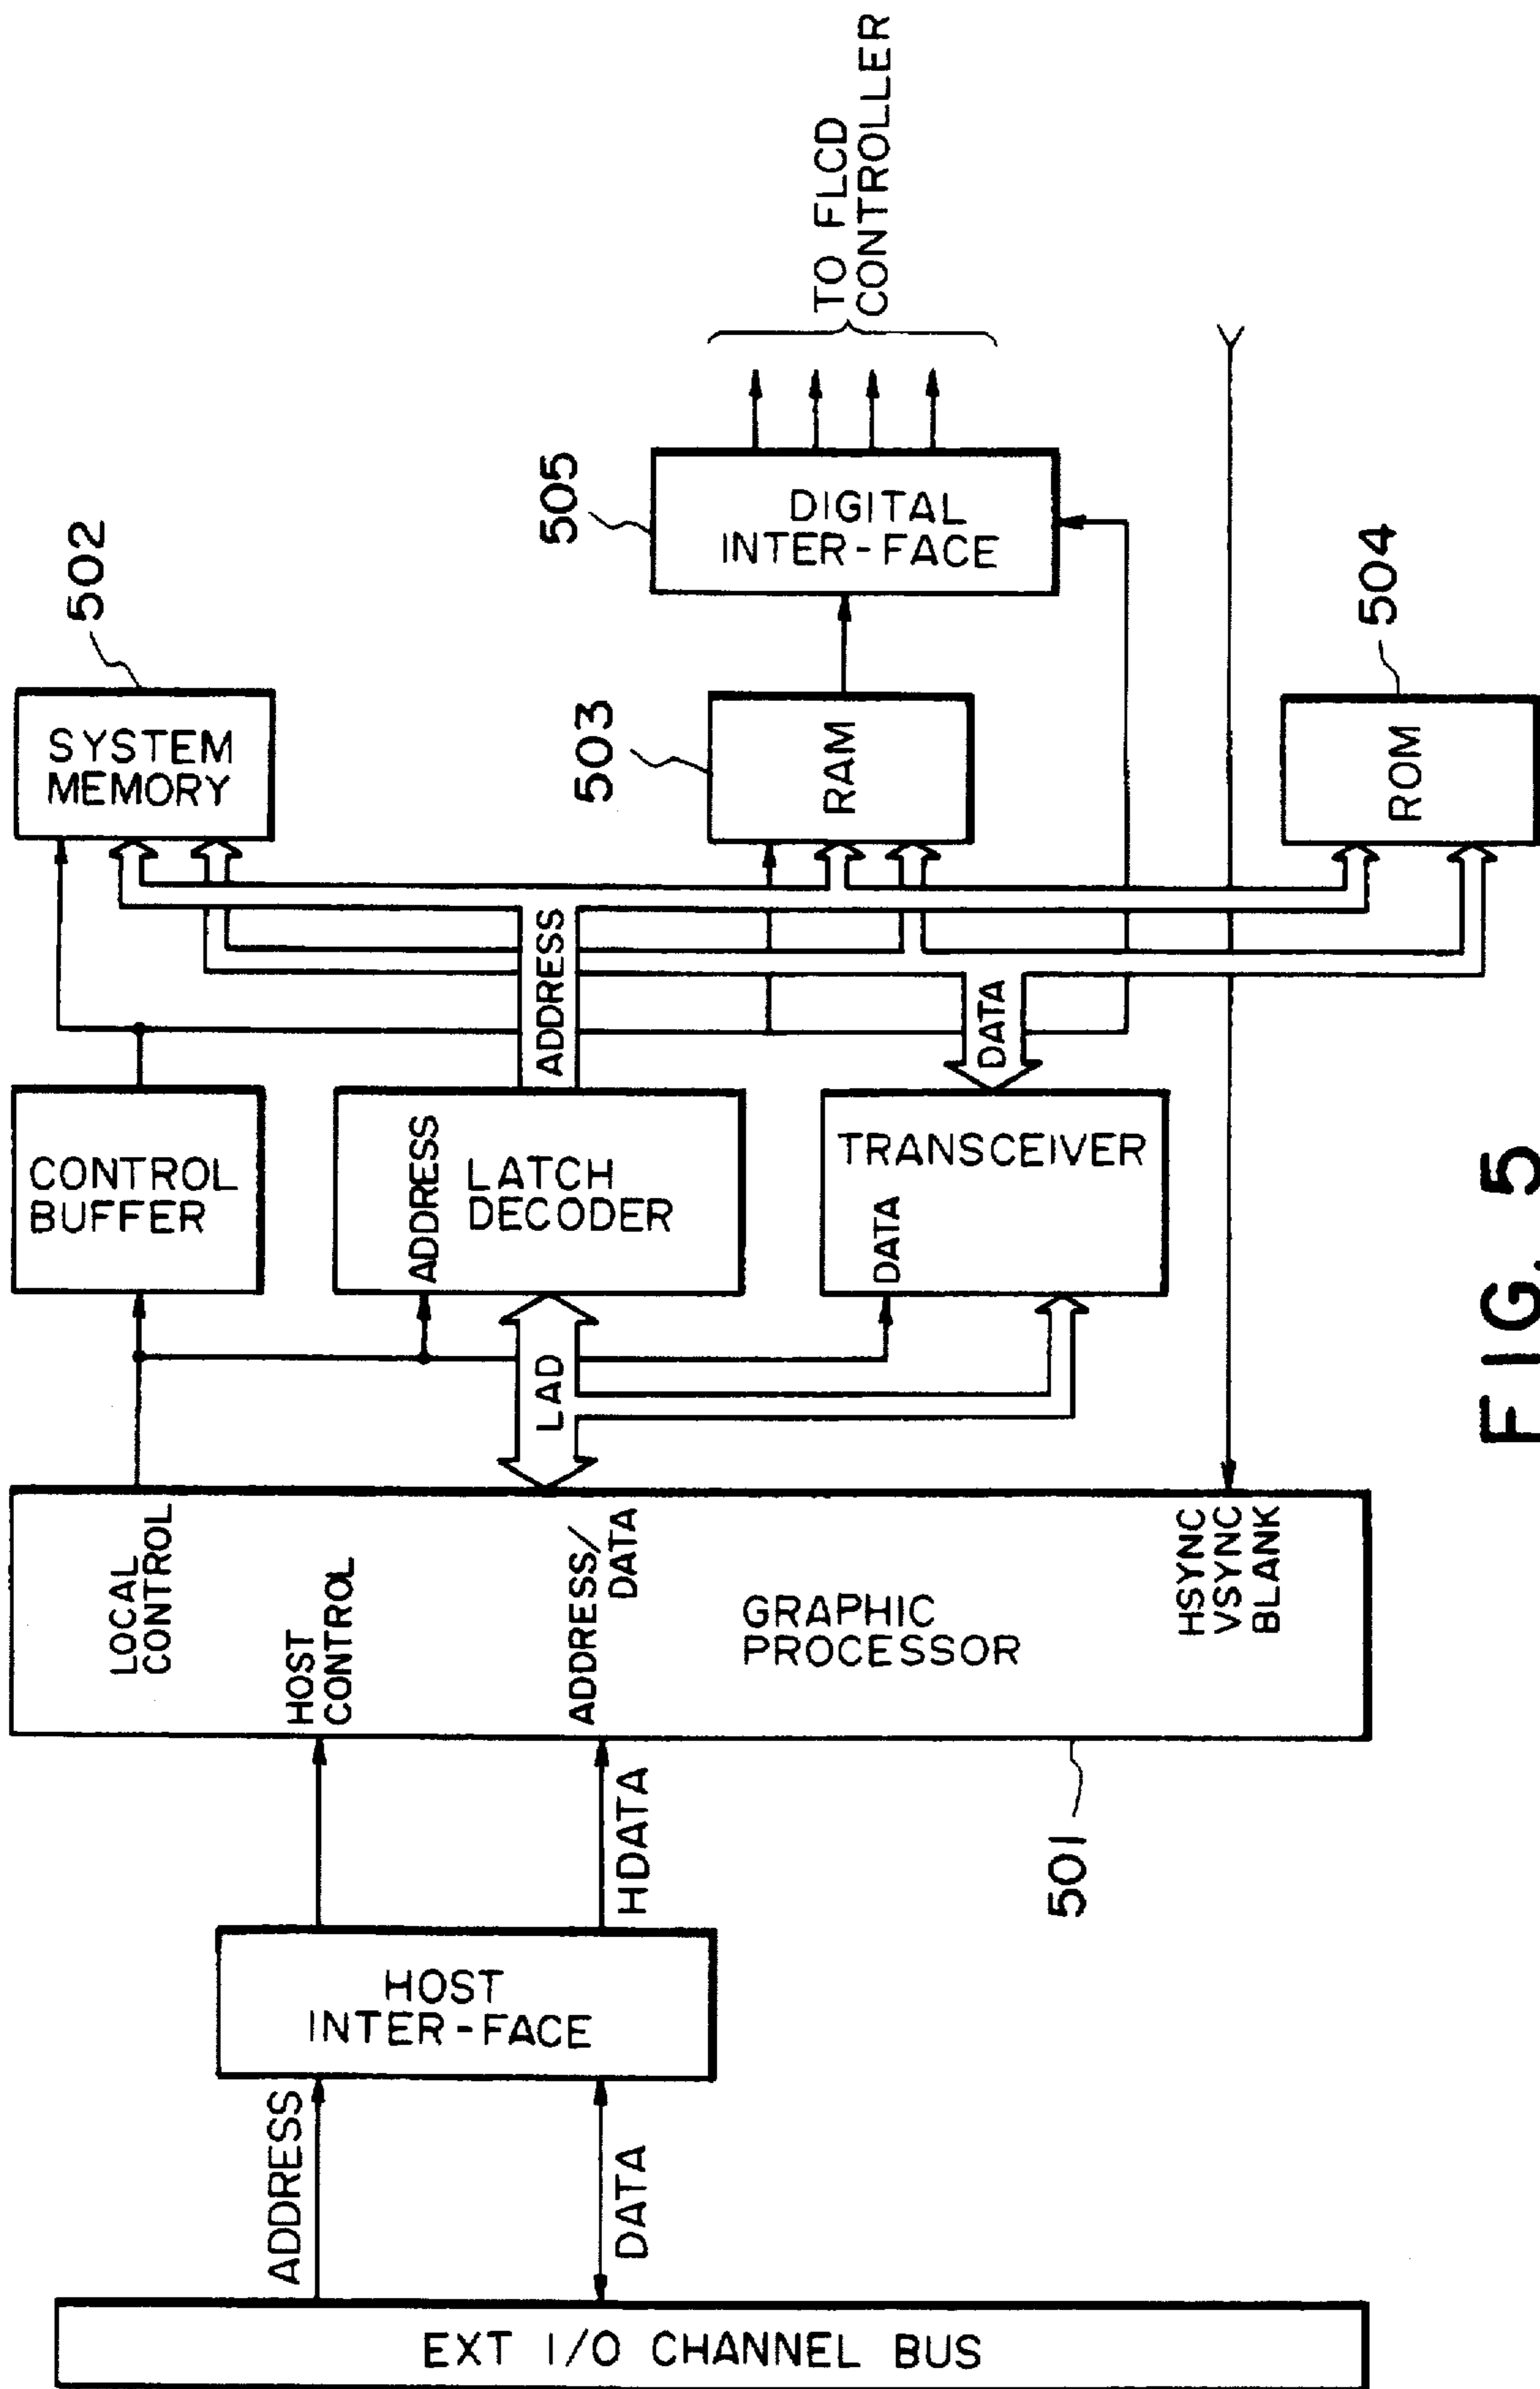 EXT I/O CHANNEL BUS
ADDRESS
DATA
HOST
INTER-FACE
HDATA
501
LOCAL
CONTROL
HOST
CONTROL
ADDRESS/
DATA
GRAPHIC
PROCESSOR
HSYNC
VSYNC
BLANK
LAD
CONTROL
BUFFER
ADDRESS
LATCH
DECODER
DATA
TRANSCEIVER
ADDRESS
DATA
502
SYSTEM
MEMORY
503
RAM
504
ROM
505
DIGITAL
INTER-FACE
TO FLCD
CONTROLLER
FIG. 5